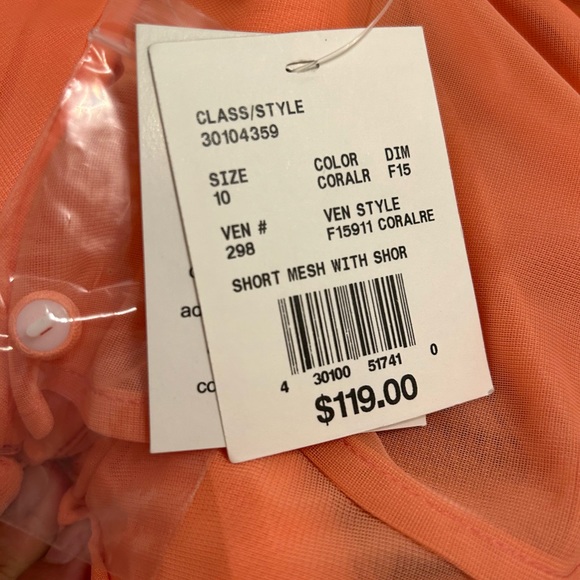 CLASS/STYLE
30104359
SIZE COLOR DIM
10 CORALR F15
VEN # VEN STYLE
298 F15911 CORALRE
SHORT MESH WITH SHOR
4 30100 51741 0
$119.00